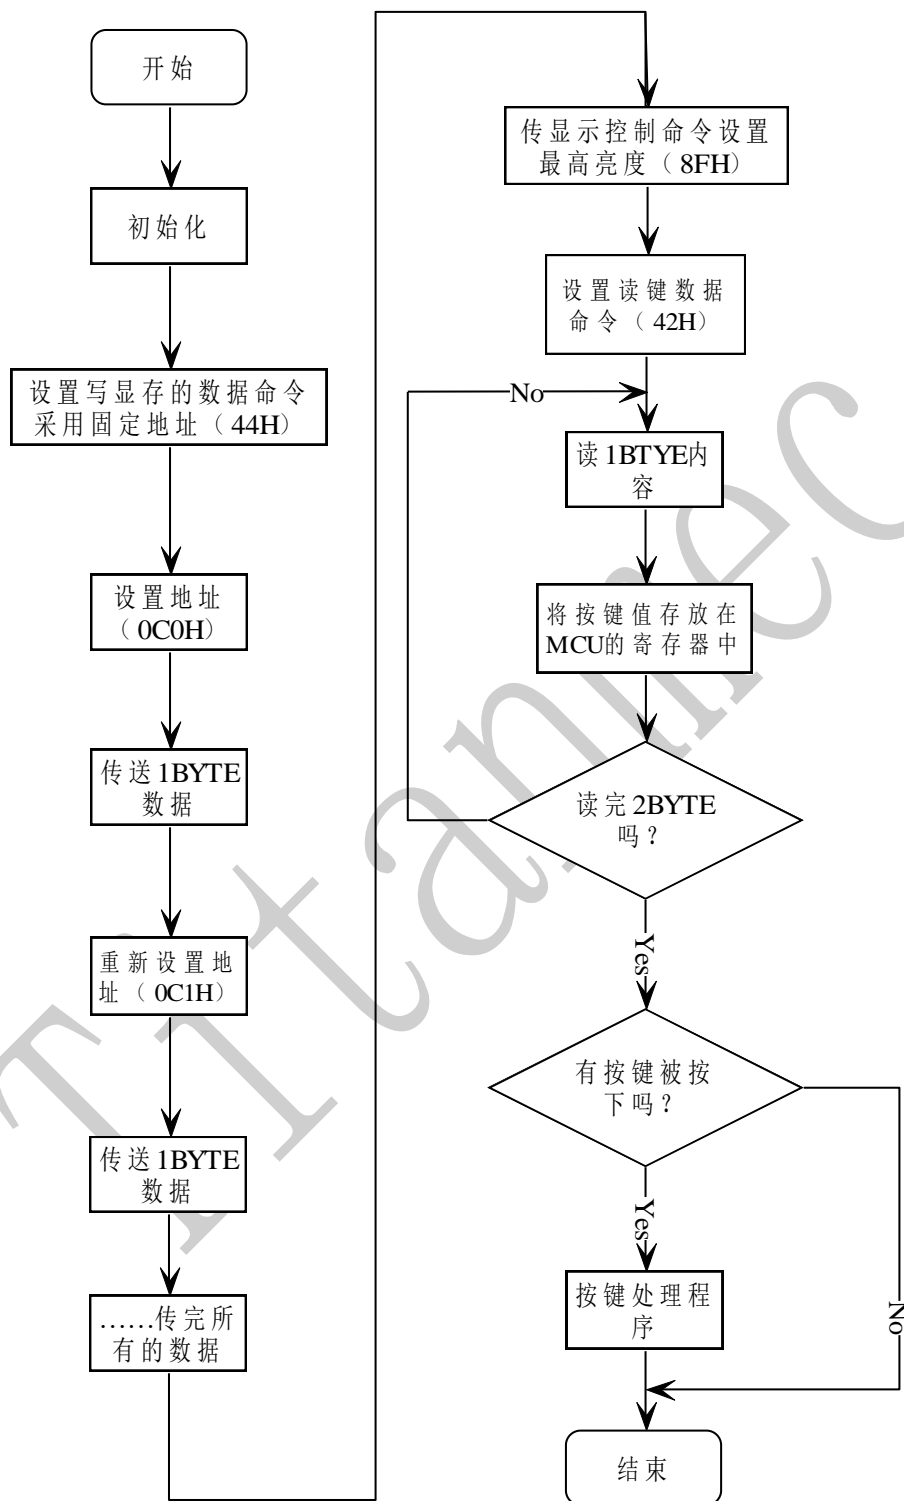 开始
初始化
设置写显存的数据命令
采用固定地址（44H）
设置地址
（0C0H）
传送1BYTE
数据
重新设置地
址（0C1H）
传送1BYTE
数据
……传完所
有的数据
传显示控制命令设置
最高亮度（8FH）
设置读键数据
命令（42H）
No
读1BTYE内
容
将按键值存放在
MCU的寄存器中
读完2BYTE
吗？
Yes
有按键被按
下吗？
Yes
No
按键处理程
序
结束
Titanmec